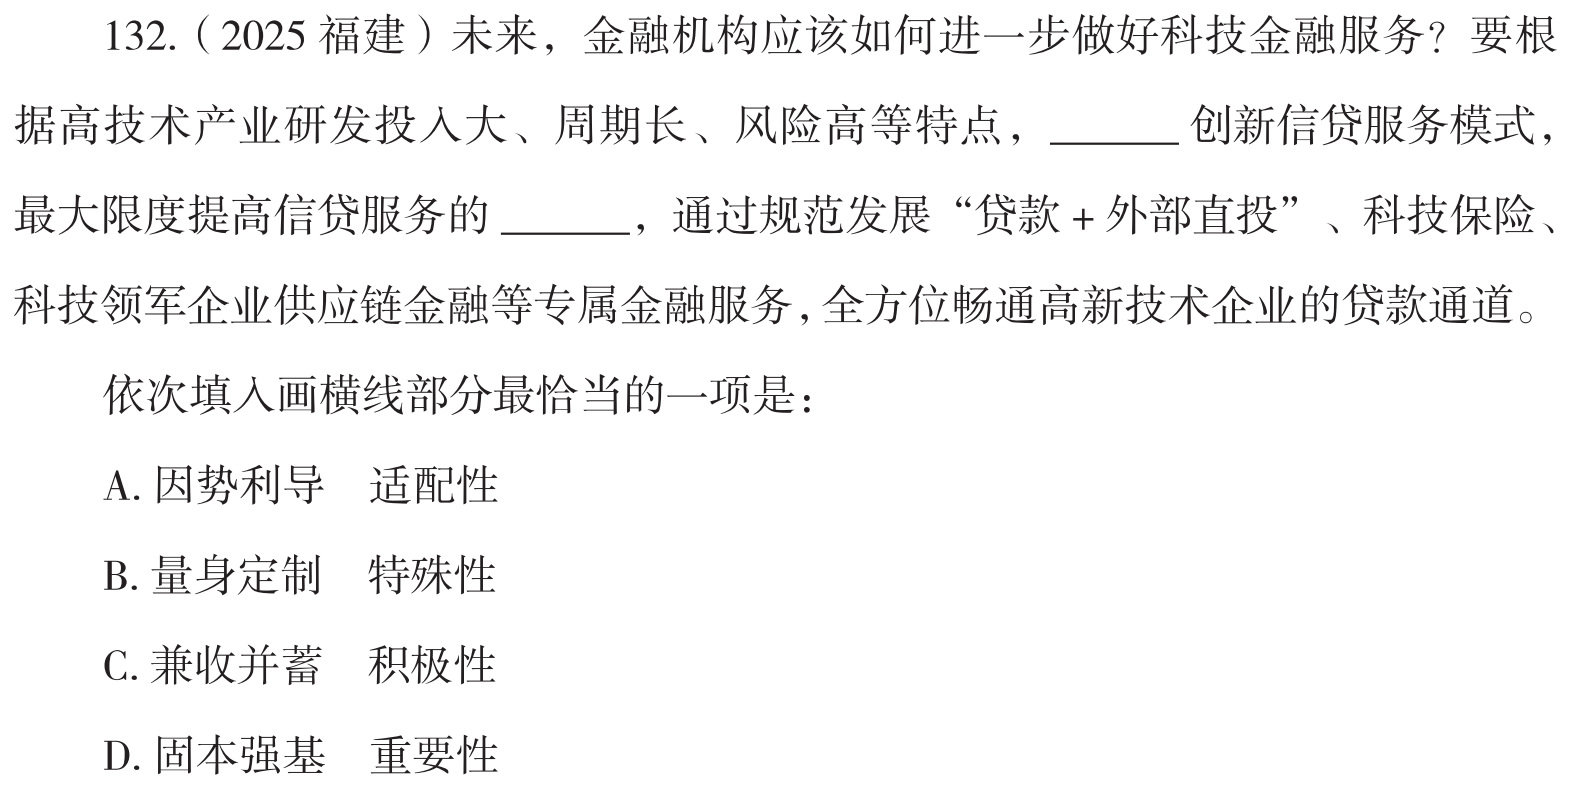 132.（2025 福建）未来，金融机构应该如何进一步做好科技金融服务？要根
据高技术产业研发投入大、周期长、风险高等特点，______创新信贷服务模式，
最大限度提高信贷服务的______，通过规范发展“贷款 + 外部直投”、科技保险、
科技领军企业供应链金融等专属金融服务，全方位畅通高新技术企业的贷款通道。
依次填入画横线部分最恰当的一项是：
A. 因势利导　适配性
B. 量身定制　特殊性
C. 兼收并蓄　积极性
D. 固本强基　重要性